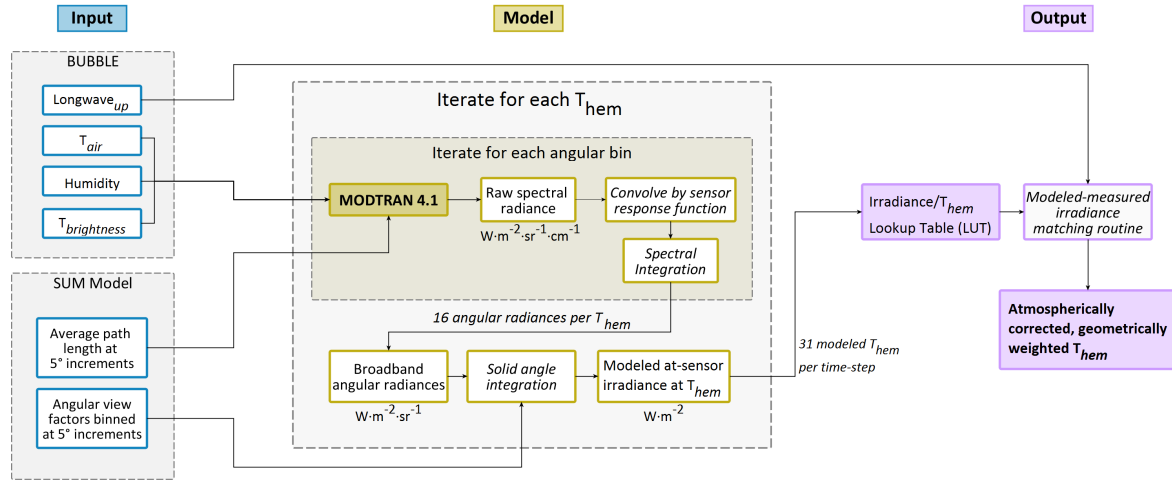 Input
Model
Output
BUBBLE
Longwave_up
T_air
Humidity
T_brightness
SUM Model
Average path
length at
5° increments
Angular view
factors binned
at 5° increments
Iterate for each T_hem
Iterate for each angular bin
MODTRAN 4.1
Raw spectral
radiance
W·m⁻²·sr⁻¹·cm⁻¹
Convolve by sensor
response function
Spectral
Integration
16 angular radiances per T_hem
Broadband
angular radiances
W·m⁻²·sr⁻¹
Solid angle
integration
Modeled at-sensor
irradiance at T_hem
W·m⁻²
31 modeled T_hem
per time-step
Irradiance/T_hem
Lookup Table (LUT)
Modeled-measured
irradiance
matching routine
Atmospherically
corrected, geometrically
weighted T_hem